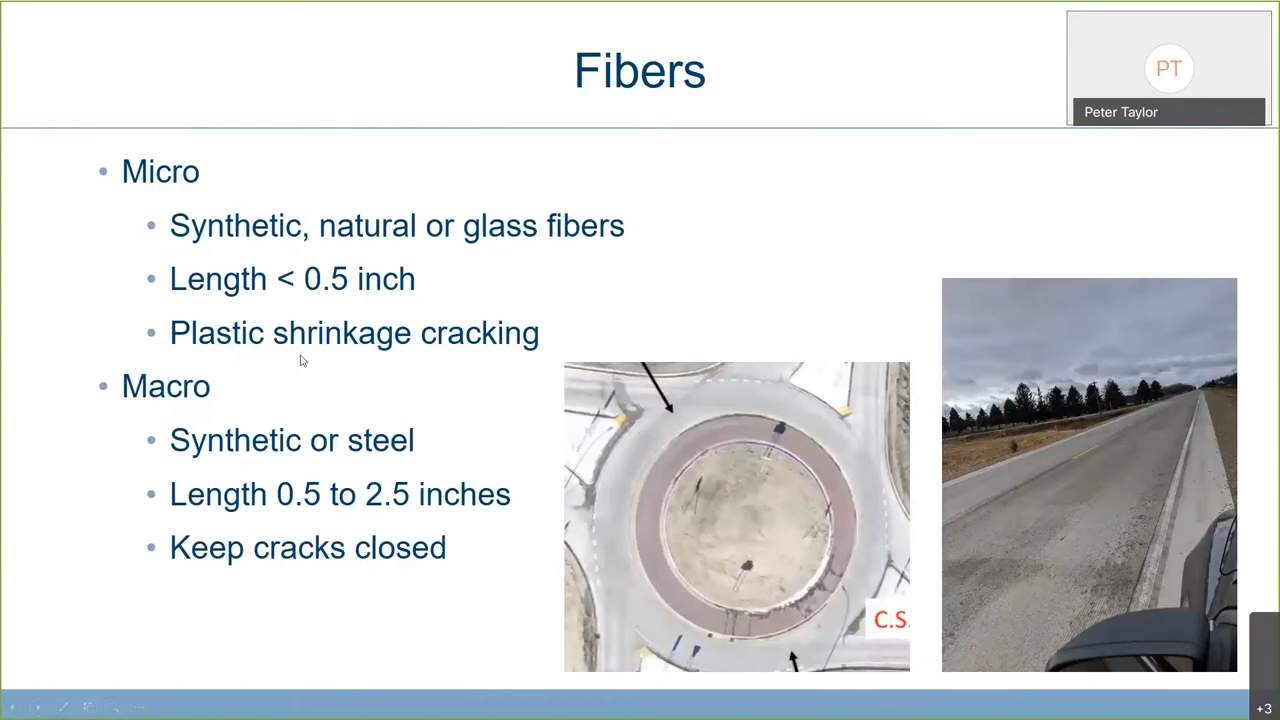 Fibers
PT
Peter Taylor
• Micro
• Synthetic, natural or glass fibers
• Length < 0.5 inch
• Plastic shrinkage cracking
• Macro
• Synthetic or steel
• Length 0.5 to 2.5 inches
• Keep cracks closed
C.S.
+3